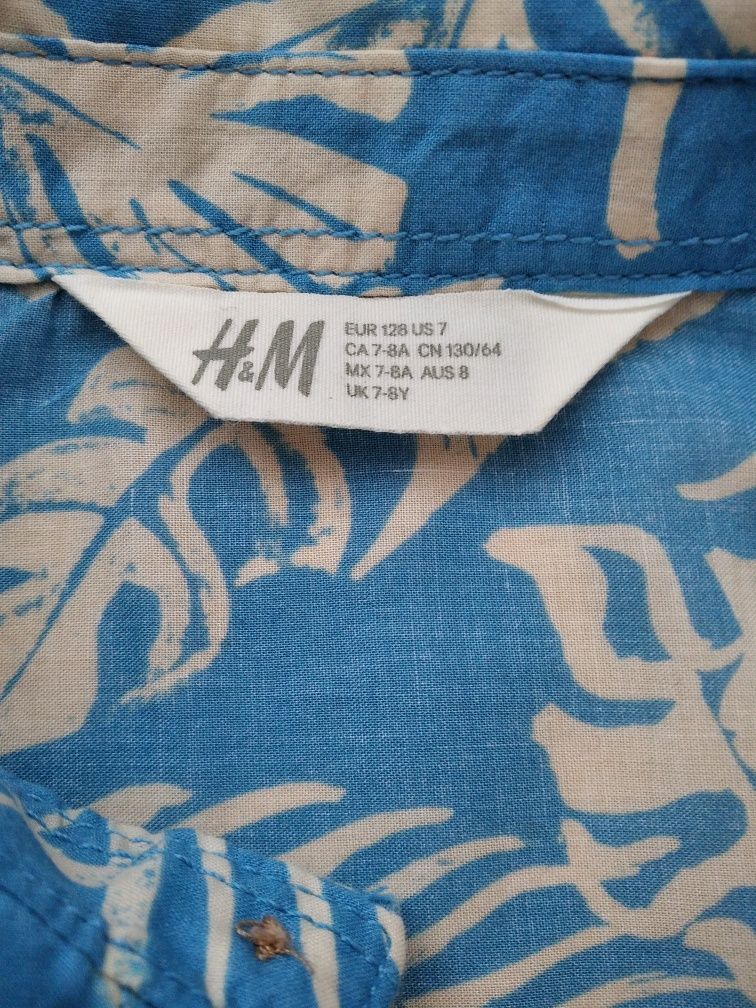 H&M
EUR 128 US 7
CA 7-8A CN 130/64
MX 7-8A AUS 8
UK 7-8Y